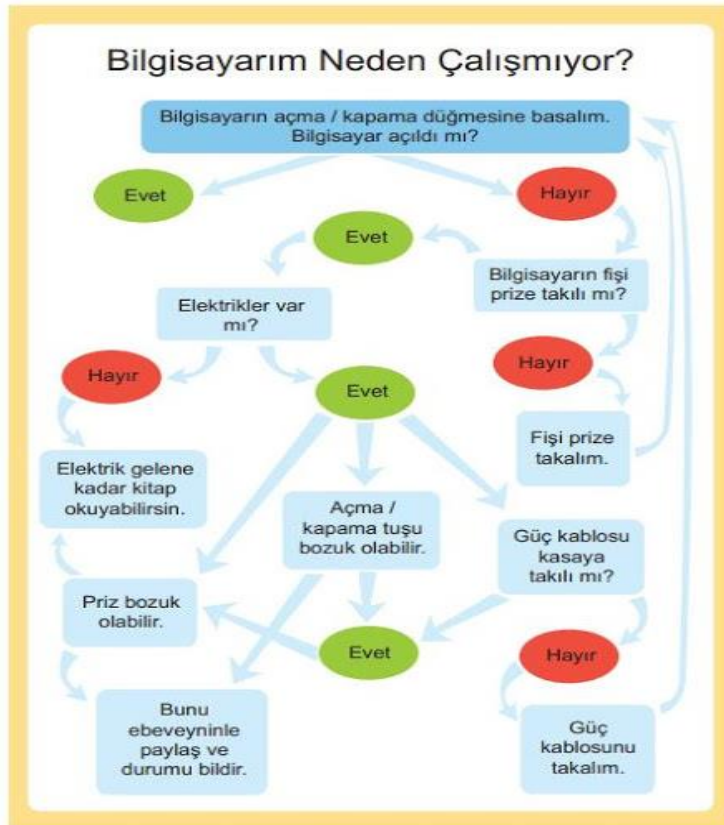 Bilgisayarım Neden Çalışmıyor?
Bilgisayarın açma / kapama düğmesine basalım.
Bilgisayar açıldı mı?
Evet
Hayır
Evet
Bilgisayarın fişi
prize takılı mı?
Elektrikler var
mı?
Hayır
Hayır
Evet
Fişi prize
takalım.
Elektrik gelene
kadar kitap
okuyabilirsin.
Açma /
kapama tuşu
bozuk olabilir.
Güç kablosu
kasaya
takılı mı?
Priz bozuk
olabilir.
Evet
Hayır
Bunu
ebeveyninle
paylaş ve
durumu bildir.
Güç
kablosunu
takalım.